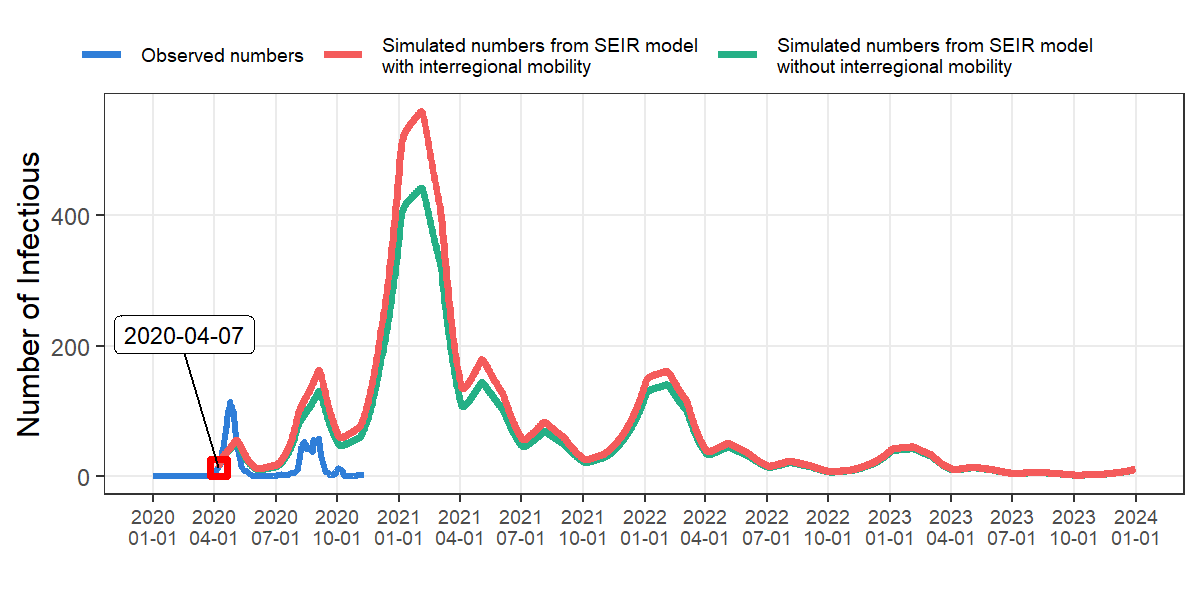 Observed numbers
Simulated numbers from SEIR model
with interregional mobility
Simulated numbers from SEIR model
without interregional mobility
Number of Infectious
400
200
0
2020-04-07
2020 2020 2020 2020 2021 2021 2021 2021 2022 2022 2022 2022 2023 2023 2023 2023 2024
01-01 04-01 07-01 10-01 01-01 04-01 07-01 10-01 01-01 04-01 07-01 10-01 01-01 04-01 07-01 10-01 01-01